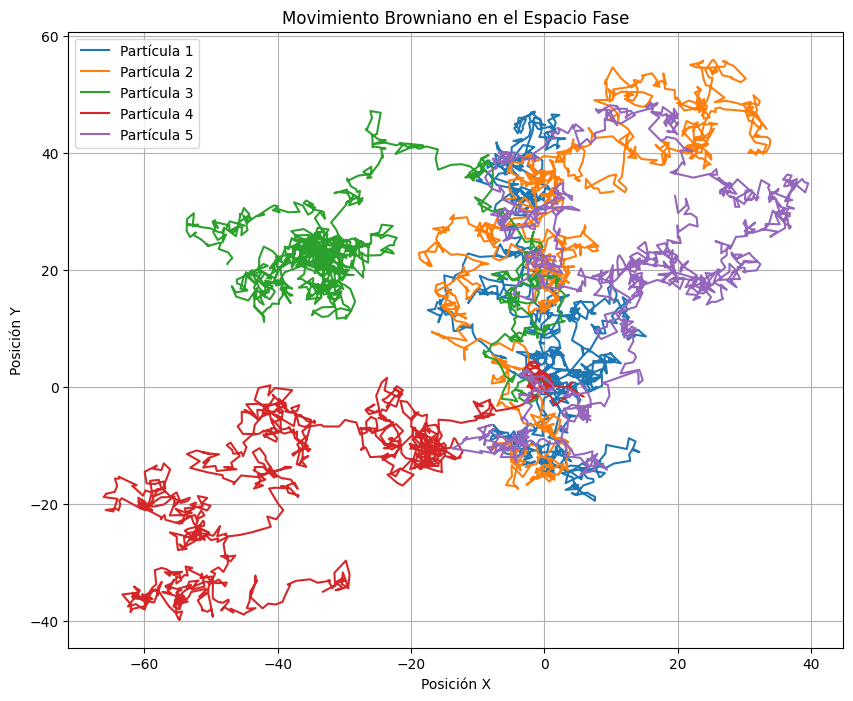 Movimiento Browniano en el Espacio Fase
Partícula 1
Partícula 2
Partícula 3
Partícula 4
Partícula 5
60
40
20
0
−20
−40
Posición Y
−60
−40
−20
0
20
40
Posición X